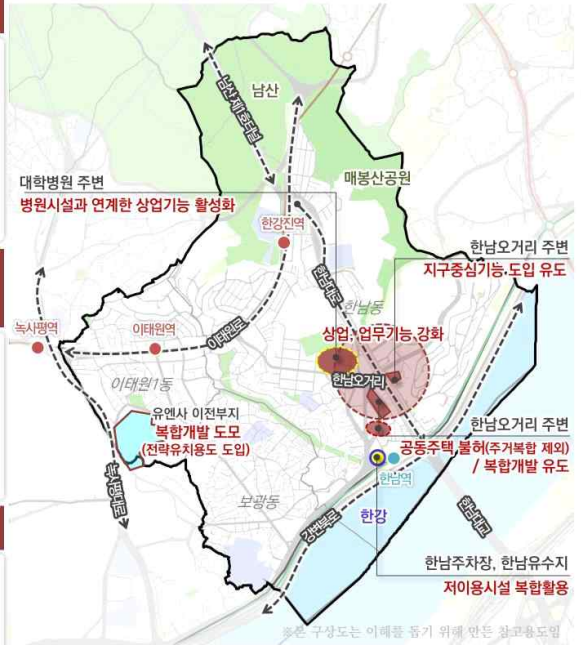 남산
남산 제1호터널
매봉산공원
대학병원 주변
병원시설과 연계한 상업기능 활성화
한강진역
한남대로
한남오거리 주변
지구중심기능 도입 유도
한남동
녹사평역
이태원역
이태원로
상업, 업무기능 강화
한남오거리
이태원1동
유엔사 이전부지
복합개발 도모
(전략유치용도 도입)
한남오거리 주변
공동주택 불허(주거복합 제외)
/ 복합개발 유도
녹사평대로
보광동
한남역
강변북로
한강
한남대교
한남주차장, 한남유수지
저이용시설 복합활용
※본 구상도는 이해를 돕기 위해 만든 참고용도임